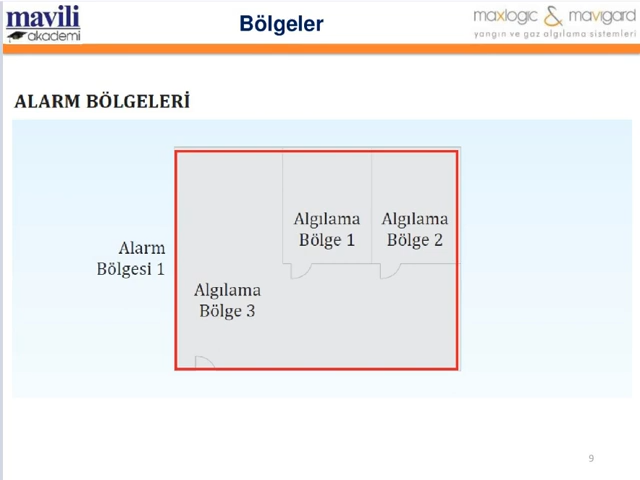 mavili
akademi
Bölgeler
maxlogic & mavigard
yangın ve gaz algılama sistemleri
ALARM BÖLGELERİ
Algılama
Bölge 1
Algılama
Bölge 2
Alarm
Bölgesi 1
Algılama
Bölge 3
9